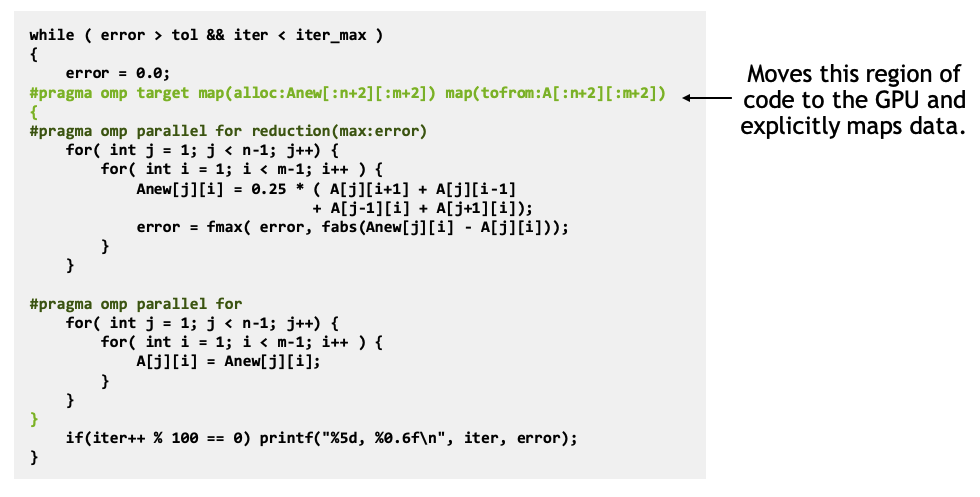 while ( error > tol && iter < iter_max )
{
    error = 0.0;
#pragma omp target map(alloc:Anew[:n+2][:m+2]) map(tofrom:A[:n+2][:m+2])
{
#pragma omp parallel for reduction(max:error)
    for( int j = 1; j < n-1; j++) {
        for( int i = 1; i < m-1; i++ ) {
            Anew[j][i] = 0.25 * ( A[j][i+1] + A[j][i-1]
                                + A[j-1][i] + A[j+1][i]);
            error = fmax( error, fabs(Anew[j][i] - A[j][i]));
        }
    }

#pragma omp parallel for
    for( int j = 1; j < n-1; j++) {
        for( int i = 1; i < m-1; i++ ) {
            A[j][i] = Anew[j][i];
        }
    }
}
    if(iter++ % 100 == 0) printf("%5d, %0.6f\n", iter, error);
}
Moves this region of
code to the GPU and
explicitly maps data.